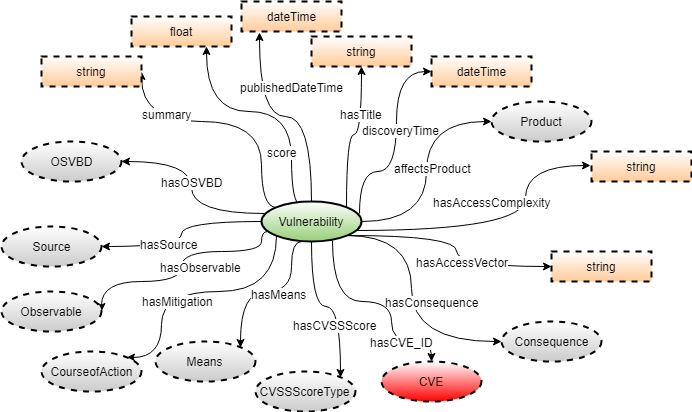 dateTime
float
string
string
dateTime
publishedDateTime
summary
hasTitle
discoveryTime
Product
score
OSVBD
affectsProduct
string
hasOSVBD
hasAccessComplexity
Vulnerability
Source
hasSource
hasObservable
hasAccessVector
string
hasMeans
hasMitigation
hasConsequence
Observable
hasCVSSScore
hasCVE_ID
Consequence
Means
CourseofAction
CVE
CVSSScoreType